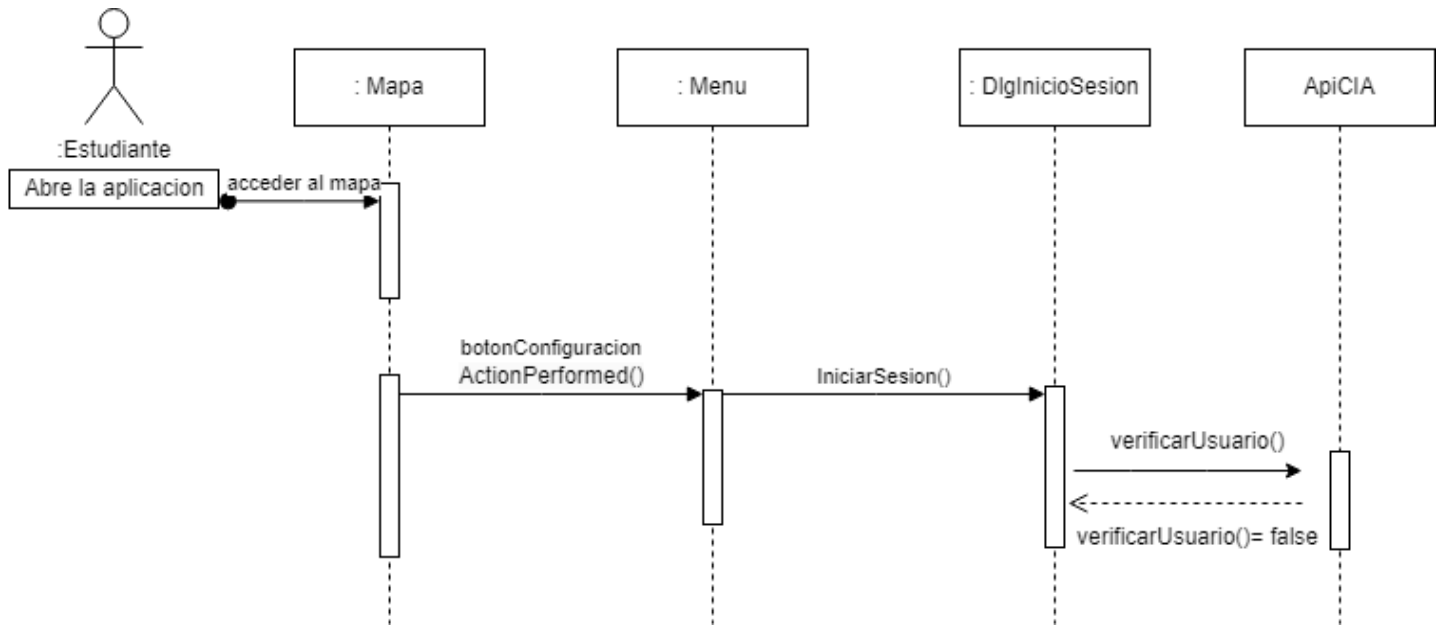 : Mapa
: Menu
: DlgInicioSesion
ApiCIA
:Estudiante
Abre la aplicacion
acceder al mapa
botonConfiguracion
ActionPerformed()
IniciarSesion()
verificarUsuario()
verificarUsuario()= false